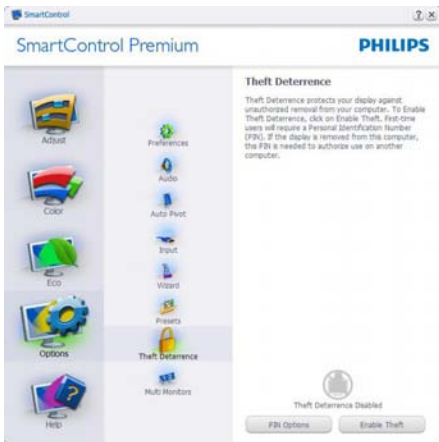 SmartControl
SmartControl Premium
PHILIPS
Adjust
Color
Eco
Options
Help
Preferences
Audio
Auto Pivot
Input
Wizard
Presets
Theft Deterrence
Multi Monitors
Theft Deterrence
Theft Deterrence protects your display against
unauthorized removal from your computer. To Enable
Theft Deterrence, click on Enable Theft. First-time
users will require a Personal Identification Number
(PIN). If the display is removed from this computer,
this PIN is needed to authorize use on another
computer.
Theft Deterrence Disabled
PIN Options
Enable Theft